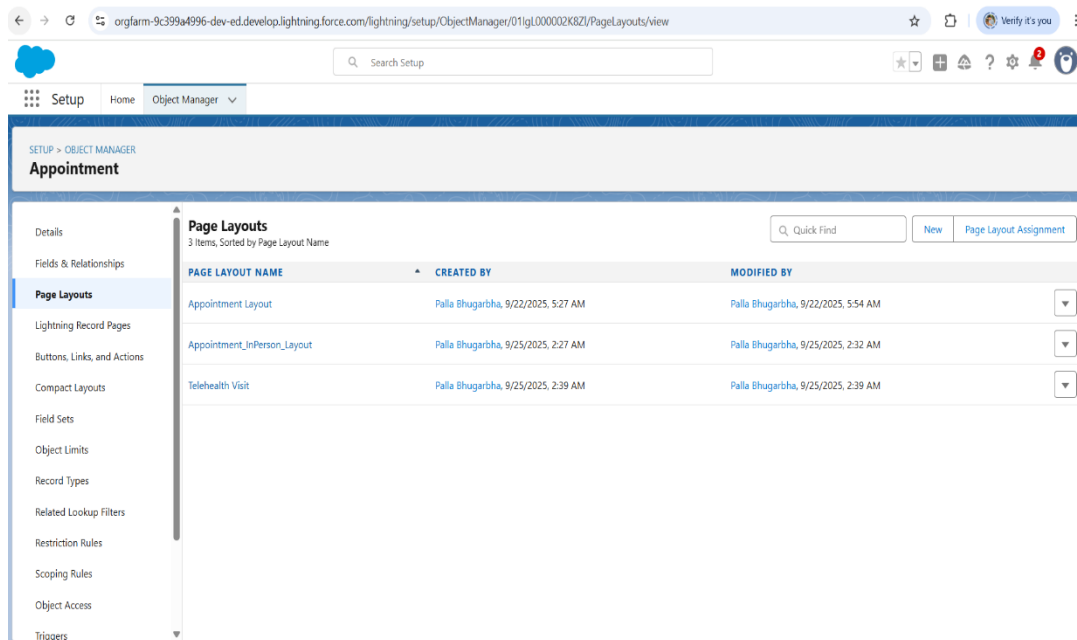 orgfarm-9c399a4996-dev-ed.develop.lightning.force.com/lightning/setup/ObjectManager/01IgL000002K8Zl/PageLayouts/view
Verify it's you
Search Setup
2
Setup Home Object Manager
SETUP > OBJECT MANAGER
Appointment
Details
Fields & Relationships
Page Layouts
Lightning Record Pages
Buttons, Links, and Actions
Compact Layouts
Field Sets
Object Limits
Record Types
Related Lookup Filters
Restriction Rules
Scoping Rules
Object Access
Triggers
Page Layouts
3 Items, Sorted by Page Layout Name
Quick Find
New
Page Layout Assignment
PAGE LAYOUT NAME CREATED BY MODIFIED BY
Appointment Layout Palla Bhugarbha, 9/22/2025, 5:27 AM Palla Bhugarbha, 9/22/2025, 5:54 AM
Appointment_InPerson_Layout Palla Bhugarbha, 9/25/2025, 2:27 AM Palla Bhugarbha, 9/25/2025, 2:32 AM
Telehealth Visit Palla Bhugarbha, 9/25/2025, 2:39 AM Palla Bhugarbha, 9/25/2025, 2:39 AM